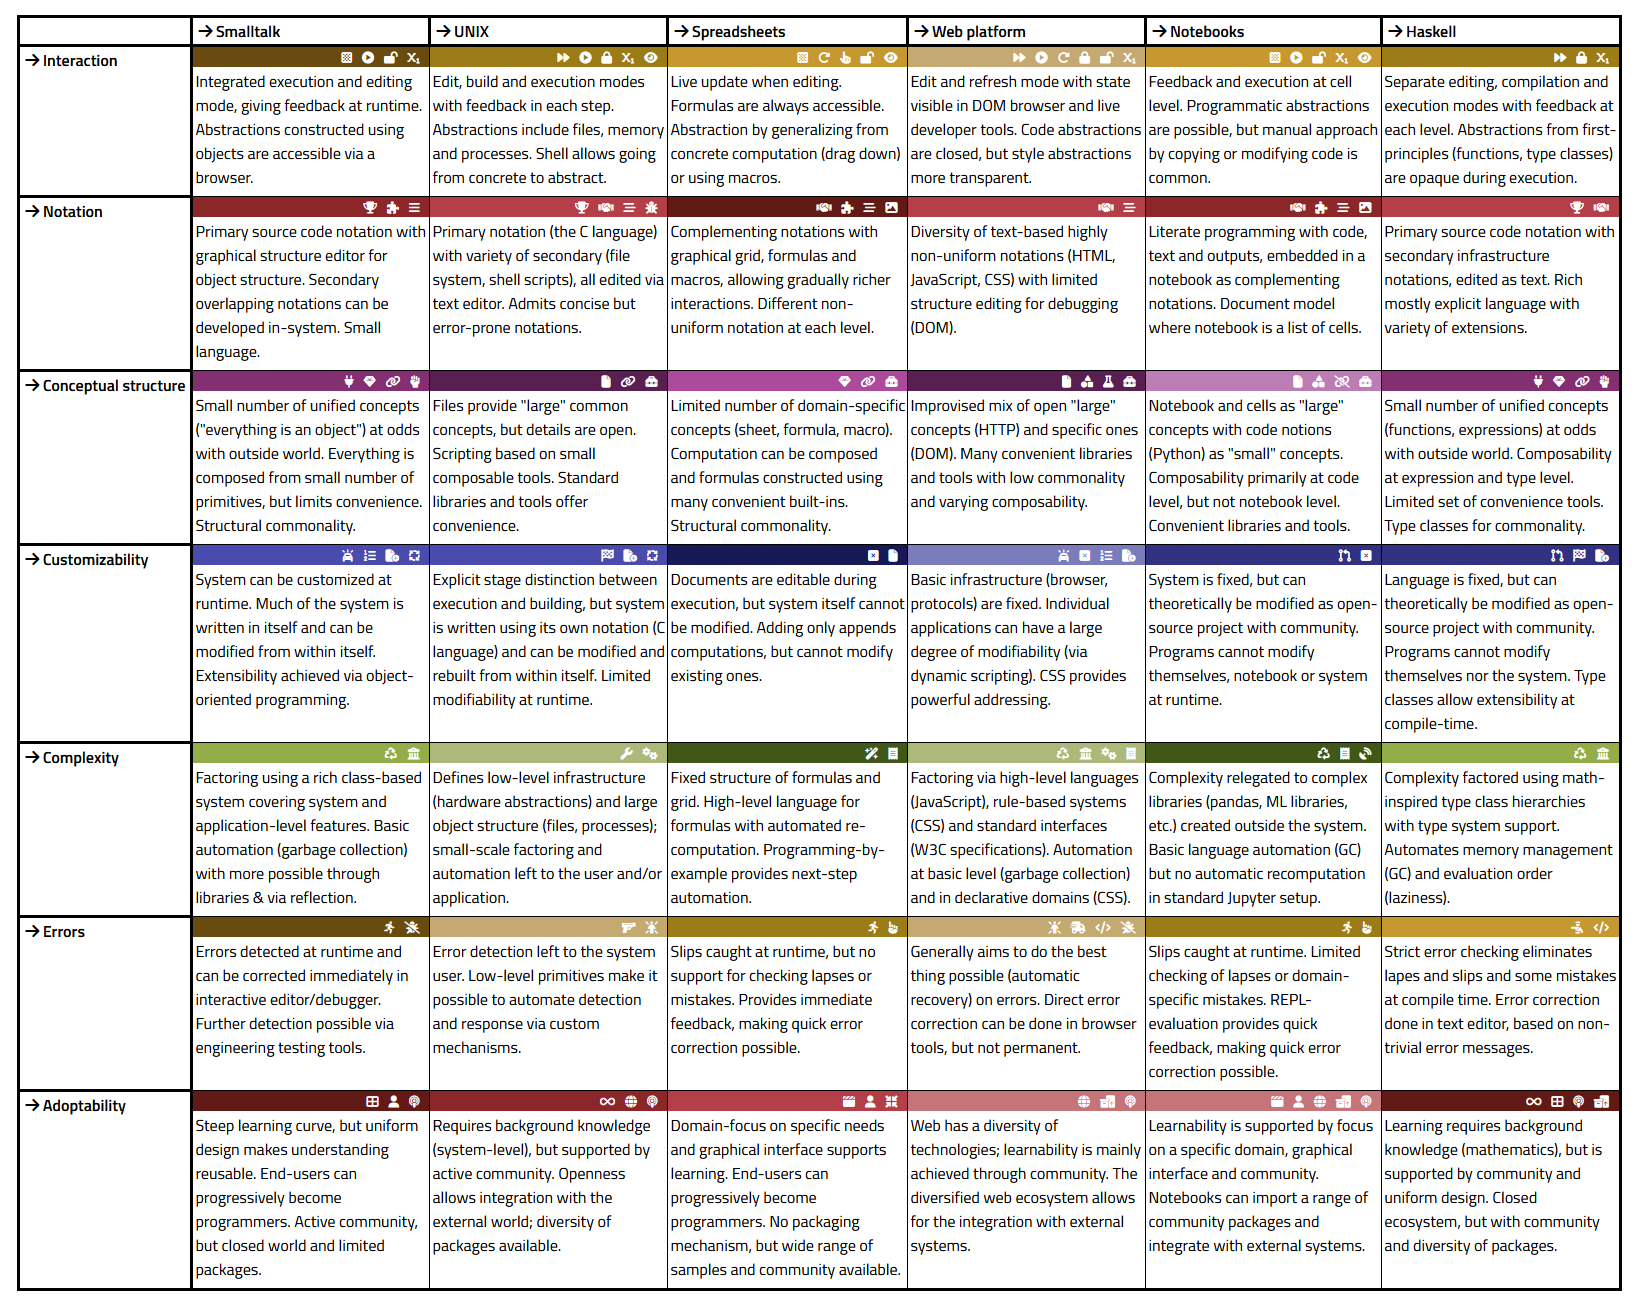 → Smalltalk
→ UNIX
→ Spreadsheets
→ Web platform
→ Notebooks
→ Haskell
→ Interaction
Integrated execution and editing
mode, giving feedback at runtime.
Abstractions constructed using
objects are accessible via a
browser.
Edit, build and execution modes
with feedback in each step.
Abstractions include files, memory
and processes. Shell allows going
from concrete to abstract.
Live update when editing.
Formulas are always accessible.
Abstraction by generalizing from
concrete computation (drag down)
or using macros.
Edit and refresh mode with state
visible in DOM browser and live
developer tools. Code abstractions
are closed, but style abstractions
more transparent.
Feedback and execution at cell
level. Programmatic abstractions
are possible, but manual approach
by copying or modifying code is
common.
Separate editing, compilation and
execution modes with feedback at
each level. Abstractions from first-
principles (functions, type classes)
are opaque during execution.
→ Notation
Primary source code notation with
graphical structure editor for
object structure. Secondary
overlapping notations can be
developed in-system. Small
language.
Primary notation (the C language)
with variety of secondary (file
system, shell scripts), all edited via
text editor. Admits concise but
error-prone notations.
Complementing notations with
graphical grid, formulas and
macros, allowing gradually richer
interactions. Different non-
uniform notation at each level.
Diversity of text-based highly
non-uniform notations (HTML,
JavaScript, CSS) with limited
structure editing for debugging
(DOM).
Literate programming with code,
text and outputs, embedded in a
notebook as complementing
notations. Document model
where notebook is a list of cells.
Primary source code notation with
secondary infrastructure
notations, edited as text. Rich
mostly explicit language with
variety of extensions.
→ Conceptual structure
Small number of unified concepts
("everything is an object") at odds
with outside world. Everything is
composed from small number of
primitives, but limits convenience.
Structural commonality.
Files provide "large" common
concepts, but details are open.
Scripting based on small
composable tools. Standard
libraries and tools offer
convenience.
Limited number of domain-specific
concepts (sheet, formula, macro).
Computation can be composed
and formulas constructed using
many convenient built-ins.
Structural commonality.
Improvised mix of open "large"
concepts (HTTP) and specific ones
(DOM). Many convenient libraries
and tools with low commonality
and varying composability.
Notebook and cells as "large"
concepts with code notions
(Python) as "small" concepts.
Composability primarily at code
level, but not notebook level.
Convenient libraries and tools.
Small number of unified concepts
(functions, expressions) at odds
with outside world. Composability
at expression and type level.
Limited set of convenience tools.
Type classes for commonality.
→ Customizability
System can be customized at
runtime. Much of the system is
written in itself and can be
modified from within itself.
Extensibility achieved via object-
oriented programming.
Explicit stage distinction between
execution and building, but system
is written using its own notation (C
language) and can be modified and
rebuilt from within itself. Limited
modifiability at runtime.
Documents are editable during
execution, but system itself cannot
be modified. Adding only appends
computations, but cannot modify
existing ones.
Basic infrastructure (browser,
protocols) are fixed. Individual
applications can have a large
degree of modifiability (via
dynamic scripting). CSS provides
powerful addressing.
System is fixed, but can
theoretically be modified as open-
source project with community.
Programs cannot modify
themselves, notebook or system
at runtime.
Language is fixed, but can
theoretically be modified as open-
source project with community.
Programs cannot modify
themselves nor the system. Type
classes allow extensibility at
compile-time.
→ Complexity
Factoring using a rich class-based
system covering system and
application-level features. Basic
automation (garbage collection)
with more possible through
libraries & via reflection.
Defines low-level infrastructure
(hardware abstractions) and large
object structure (files, processes);
small-scale factoring and
automation left to the user and/or
application.
Fixed structure of formulas and
grid. High-level language for
formulas with automated re-
computation. Programming-by-
example provides next-step
automation.
Factoring via high-level languages
(JavaScript), rule-based systems
(CSS) and standard interfaces
(W3C specifications). Automation
at basic level (garbage collection)
and in declarative domains (CSS).
Complexity relegated to complex
libraries (pandas, ML libraries,
etc.) created outside the system.
Basic language automation (GC)
but no automatic recomputation
in standard Jupyter setup.
Complexity factored using math-
inspired type class hierarchies
with type system support.
Automates memory management
(GC) and evaluation order
(laziness).
→ Errors
Errors detected at runtime and
can be corrected immediately in
interactive editor/debugger.
Further detection possible via
engineering testing tools.
Error detection left to the system
user. Low-level primitives make it
possible to automate detection
and response via custom
mechanisms.
Slips caught at runtime, but no
support for checking lapses or
mistakes. Provides immediate
feedback, making quick error
correction possible.
Generally aims to do the best
thing possible (automatic
recovery) on errors. Direct error
correction can be done in browser
tools, but not permanent.
Slips caught at runtime. Limited
checking of lapses or domain-
specific mistakes. REPL-
evaluation provides quick
feedback, making quick error
correction possible.
Strict error checking eliminates
lapes and slips and some mistakes
at compile time. Error correction
done in text editor, based on non-
trivial error messages.
→ Adoptability
Steep learning curve, but uniform
design makes understanding
reusable. End-users can
progressively become
programmers. Active community,
but closed world and limited
packages.
Requires background knowledge
(system-level), but supported by
active community. Openness
allows integration with the
external world; diversity of
packages available.
Domain-focus on specific needs
and graphical interface supports
learning. End-users can
progressively become
programmers. No packaging
mechanism, but wide range of
samples and community available.
Web has a diversity of
technologies; learnability is mainly
achieved through community. The
diversified web ecosystem allows
for the integration with external
systems.
Learnability is supported by focus
on a specific domain, graphical
interface and community.
Notebooks can import a range of
community packages and
integrate with external systems.
Learning requires background
knowledge (mathematics), but is
supported by community and
uniform design. Closed
ecosystem, but with community
and diversity of packages.